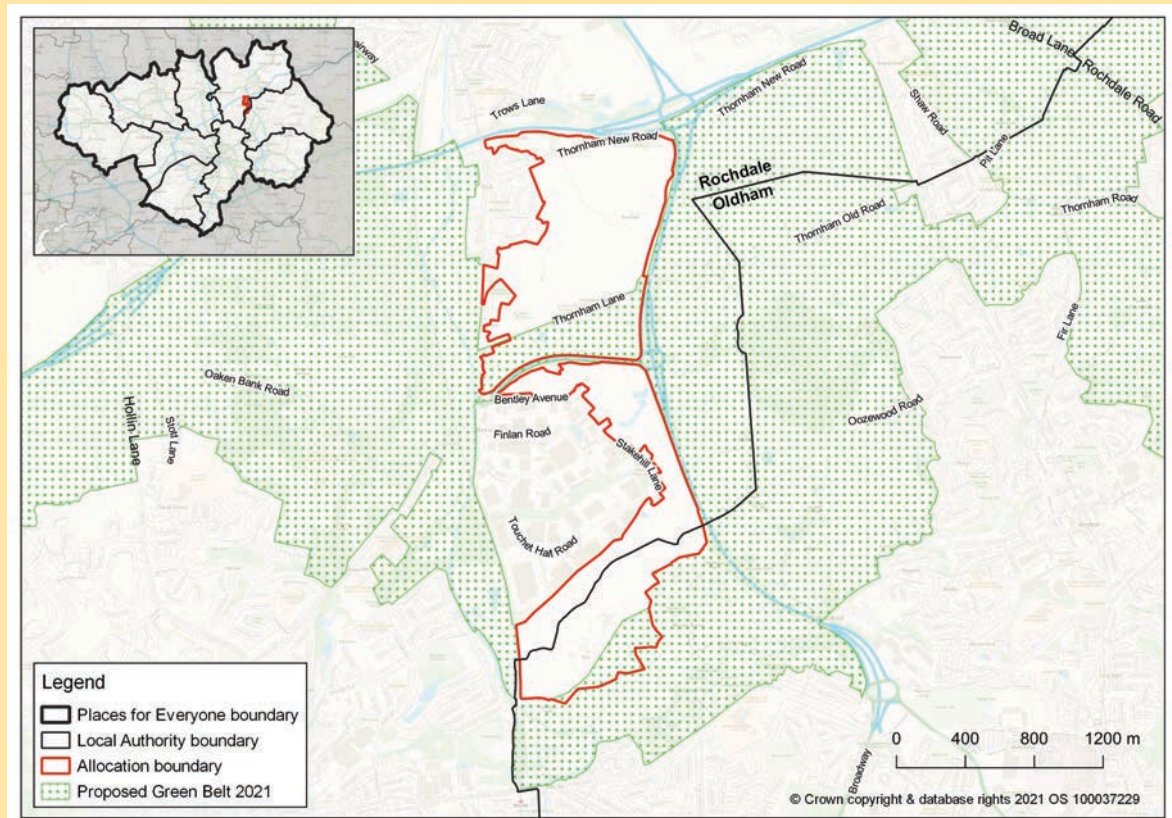 airway
Trows Lane
Thornham New Road
Thornham New Road
Broad Lane
Rochdale Road
Shaw Road
Pit Lane
Rochdale
Oldham
Thornham Old Road
Thornham Road
Thornham Lane
Fir Lane
Oaken Bank Road
Hollin Lane
Stott Lane
Bentley Avenue
Finlan Road
Stakehill Lane
Oozewood Road
Touchet Hall Road
Broadway
Legend
Places for Everyone boundary
Local Authority boundary
Allocation boundary
Proposed Green Belt 2021
0 400 800 1200 m
© Crown copyright & database rights 2021 OS 100037229